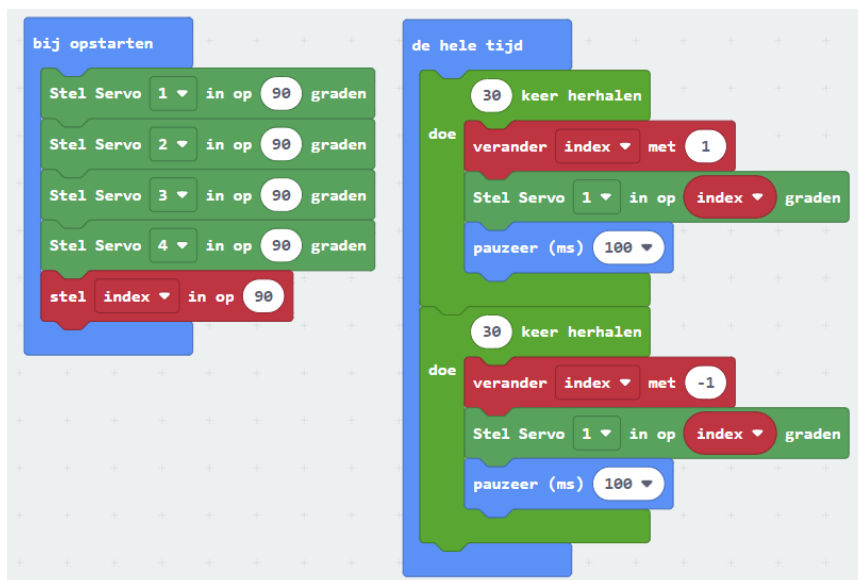 bij opstarten
Stel Servo 1 in op 90 graden
Stel Servo 2 in op 90 graden
Stel Servo 3 in op 90 graden
Stel Servo 4 in op 90 graden
stel index in op 90
de hele tijd
30 keer herhalen
doe
verander index met 1
Stel Servo 1 in op index graden
pauzeer (ms) 100
30 keer herhalen
doe
verander index met -1
Stel Servo 1 in op index graden
pauzeer (ms) 100